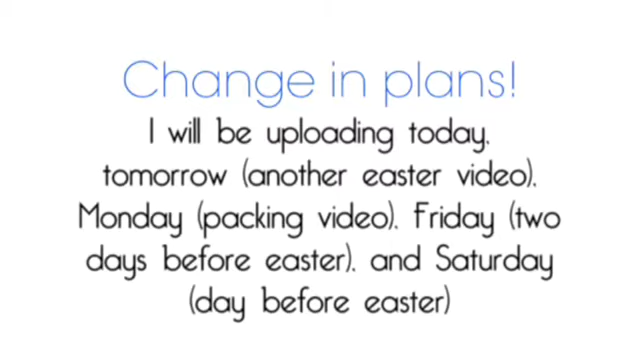 Change in plans!
I will be uploading today,
tomorrow (another easter video),
Monday (packing video), Friday (two
days before easter), and Saturday
(day before easter)